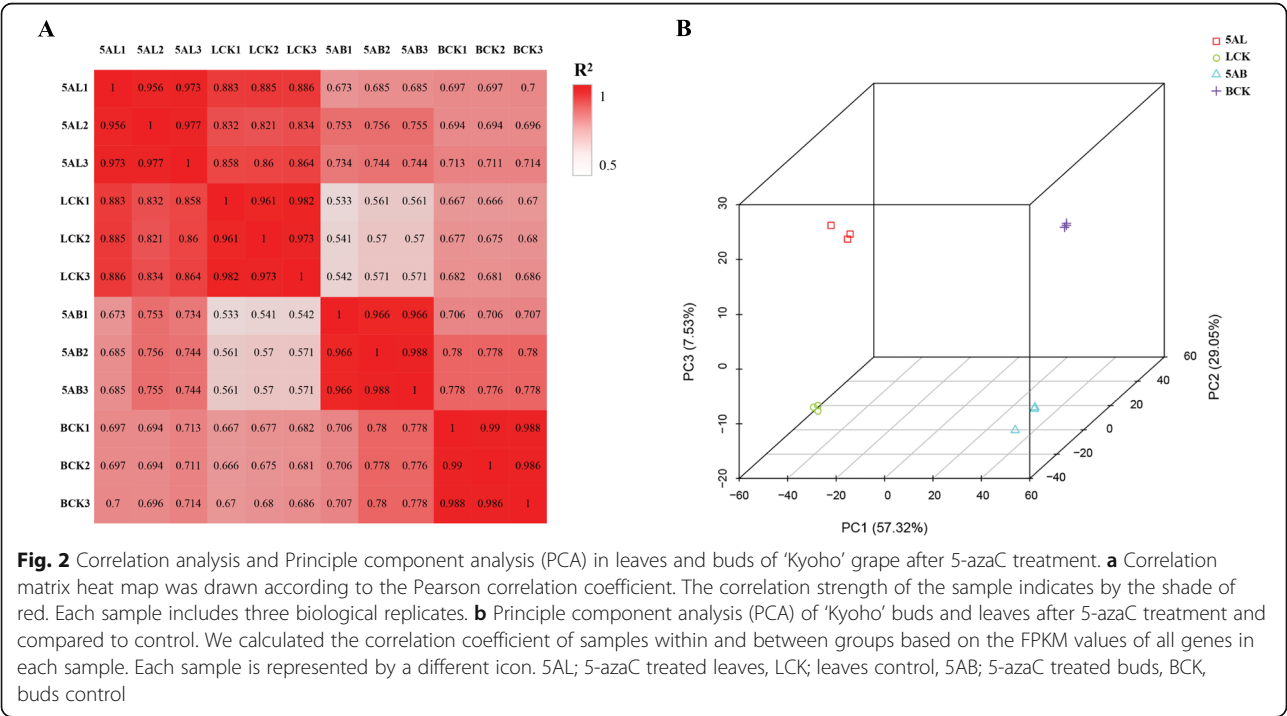 A
5AL1 5AL2 5AL3 LCK1 LCK2 LCK3 5AB1 5AB2 5AB3 BCK1 BCK2 BCK3
5AL1 1 0.956 0.973 0.883 0.885 0.886 0.673 0.685 0.685 0.697 0.697 0.7
5AL2 0.956 1 0.977 0.832 0.821 0.834 0.753 0.756 0.755 0.694 0.694 0.696
5AL3 0.973 0.977 1 0.858 0.86 0.864 0.734 0.744 0.744 0.713 0.711 0.714
LCK1 0.883 0.832 0.858 1 0.961 0.982 0.533 0.561 0.561 0.667 0.666 0.67
LCK2 0.885 0.821 0.86 0.961 1 0.973 0.541 0.57 0.57 0.677 0.675 0.68
LCK3 0.886 0.834 0.864 0.982 0.973 1 0.542 0.571 0.571 0.682 0.681 0.686
5AB1 0.673 0.753 0.734 0.533 0.541 0.542 1 0.966 0.966 0.706 0.706 0.707
5AB2 0.685 0.756 0.744 0.561 0.57 0.571 0.966 1 0.988 0.78 0.778 0.78
5AB3 0.685 0.755 0.744 0.561 0.57 0.571 0.966 0.988 1 0.778 0.776 0.778
BCK1 0.697 0.694 0.713 0.667 0.677 0.682 0.706 0.78 0.778 1 0.99 0.988
BCK2 0.697 0.694 0.711 0.666 0.675 0.681 0.706 0.778 0.776 0.99 1 0.986
BCK3 0.7 0.696 0.714 0.67 0.68 0.686 0.707 0.78 0.778 0.988 0.986 1
R²
1
0.5
B
5AL
LCK
5AB
BCK
PC3 (7.53%)
30
20
10
0
−10
−20
−60 −40 −20 0 20 40 60
PC1 (57.32%)
60
40
20
0
−20
−40
PC2 (29.05%)
Fig. 2 Correlation analysis and Principle component analysis (PCA) in leaves and buds of ‘Kyoho’ grape after 5-azaC treatment. a Correlation
matrix heat map was drawn according to the Pearson correlation coefficient. The correlation strength of the sample indicates by the shade of
red. Each sample includes three biological replicates. b Principle component analysis (PCA) of ‘Kyoho’ buds and leaves after 5-azaC treatment and
compared to control. We calculated the correlation coefficient of samples within and between groups based on the FPKM values of all genes in
each sample. Each sample is represented by a different icon. 5AL; 5-azaC treated leaves, LCK; leaves control, 5AB; 5-azaC treated buds, BCK,
buds control